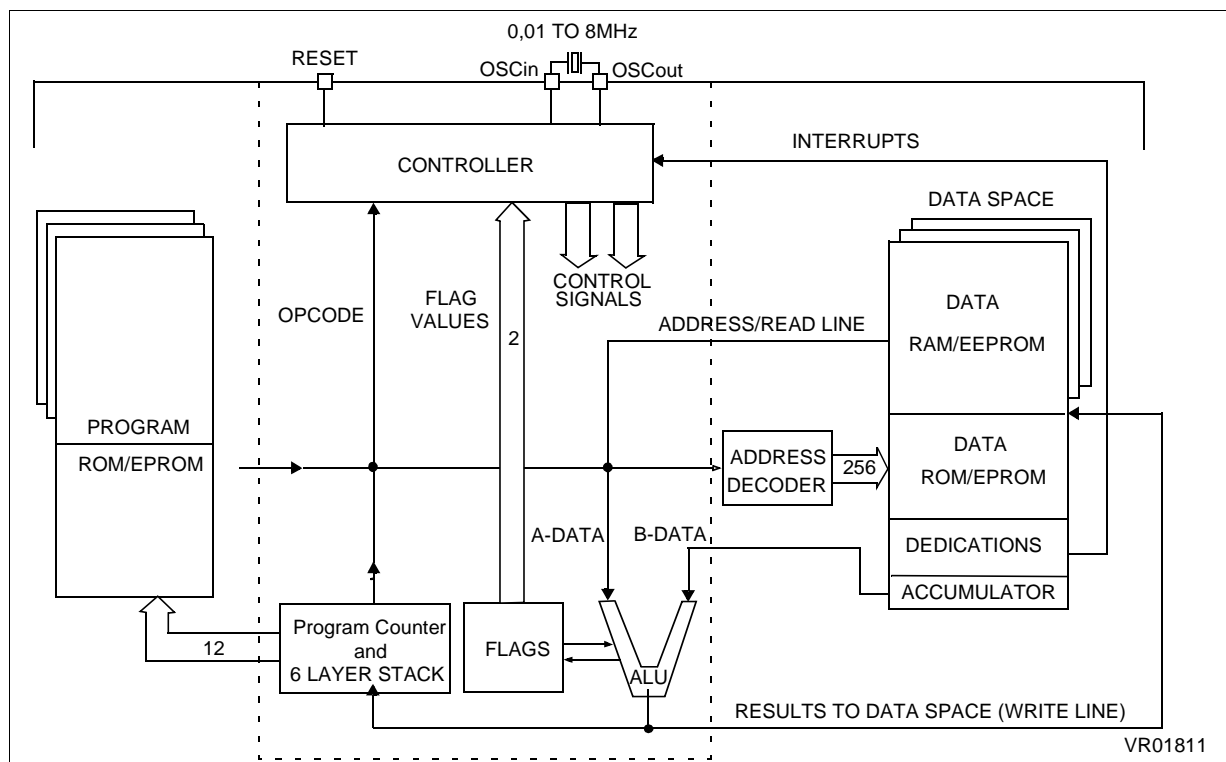 0,01 TO 8MHz
RESET
OSCin
OSCout
INTERRUPTS
CONTROLLER
DATA SPACE
CONTROL
SIGNALS
OPCODE
FLAG
VALUES
2
ADDRESS/READ LINE
DATA
RAM/EEPROM
PROGRAM
ROM/EPROM
ADDRESS
DECODER
256
DATA
ROM/EPROM
A-DATA
B-DATA
DEDICATIONS
ACCUMULATOR
12
Program Counter
and
6 LAYER STACK
FLAGS
ALU
RESULTS TO DATA SPACE (WRITE LINE)
VR01811